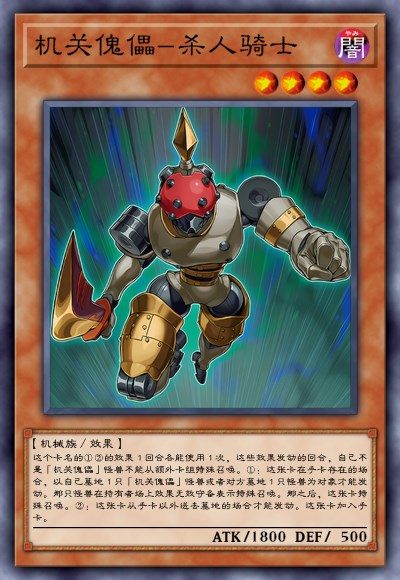 机关傀儡-杀人骑士
やみ
闇
【机械族／效果】
这个卡名的①②的效果1回合各能使用1次，这些效果发动的回合，自己不
是「机关傀儡」怪兽不能从额外卡组特殊召唤。①：这张卡在手卡存在的场
合，以自己墓地1只「机关傀儡」怪兽或者对方墓地1只怪兽为对象才能发
动。那只怪兽在持有者场上效果无效守备表示特殊召唤。那之后，这张卡特
殊召唤。②：这张卡从手卡以外送去墓地的场合才能发动。这张卡加入手
卡。
ATK/1800 DEF/ 500